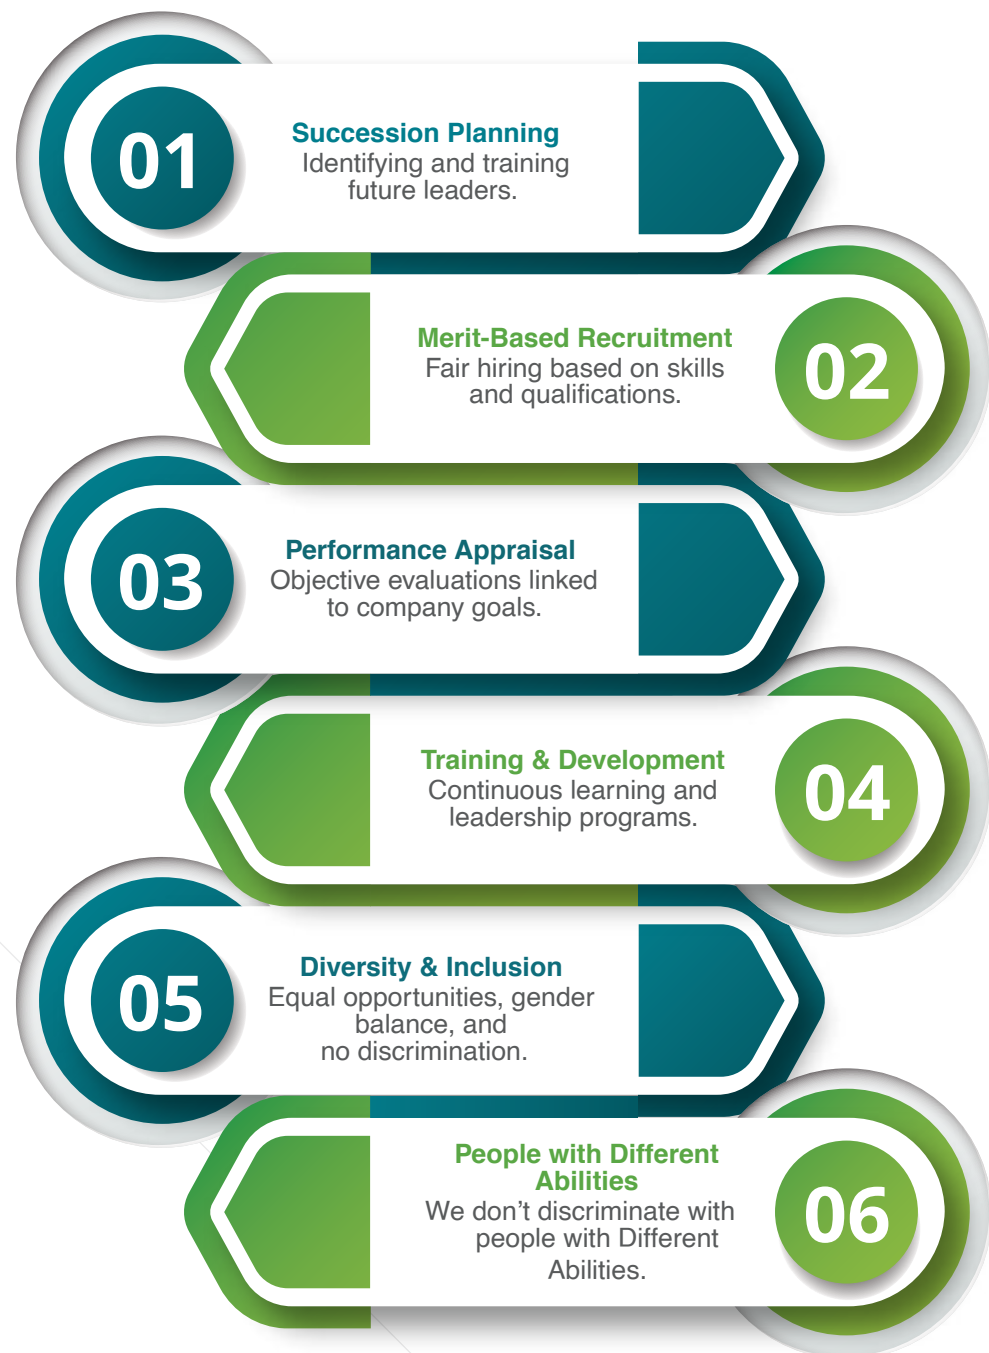 01
Succession Planning
Identifying and training
future leaders.
Merit-Based Recruitment
Fair hiring based on skills
and qualifications.
02
03
Performance Appraisal
Objective evaluations linked
to company goals.
Training & Development
Continuous learning and
leadership programs.
04
05
Diversity & Inclusion
Equal opportunities, gender
balance, and
no discrimination.
People with Different
Abilities
We don’t discriminate with
people with Different
Abilities.
06